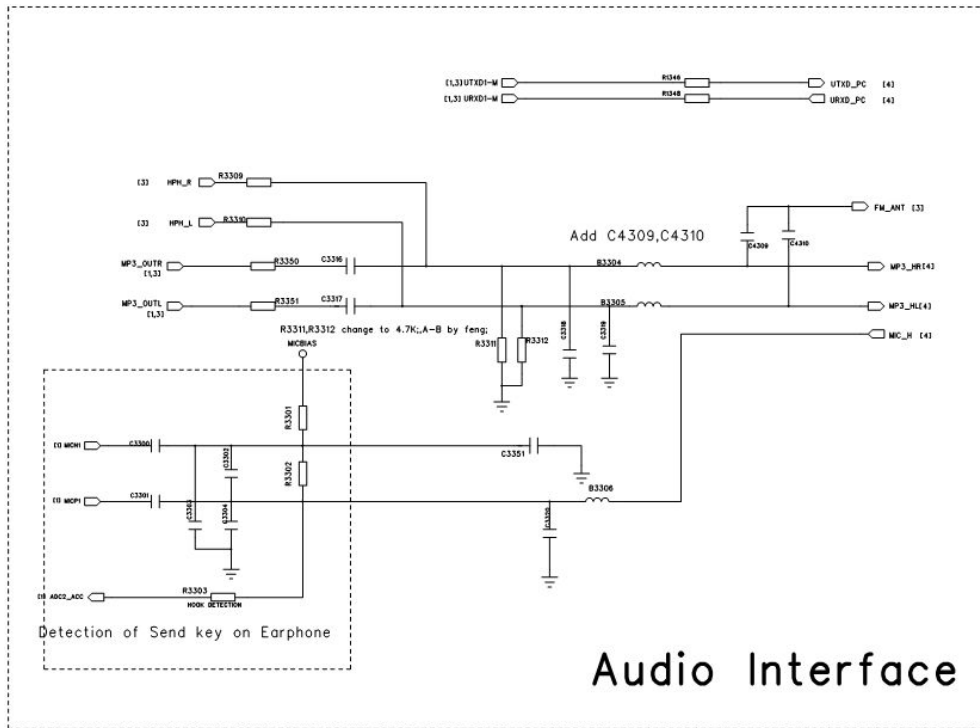 [1,3] UTXD1-M R1346 UTXD_PC [4]
[1,3] URXD1-M R1348 URXD_PC [4]
[3] HPH_R R3309
FM_ANT [3]
[3] HPH_L R3310
Add C4309,C4310
C4309 C4310
MP3_OUTR R3350 C3316 B3304 MP3_HR[4]
[1,3]
MP3_OUTL R3351 C3317 B3305 MP3_HL[4]
[1,3]
R3311,R3312 change to 4.7K;,A-B by feng;
C3318 C3319
MIC_H [4]
R3311 R3312
MICBIAS
R3301
[1] MICN1 C3300 C3302 C3351
R3302
B3306
[1] MICP1 C3301 C3303 C3304 C3320
R3303
[1] ADC2_ACC
HOOK DETECTION
Detection of Send key on Earphone
Audio Interface